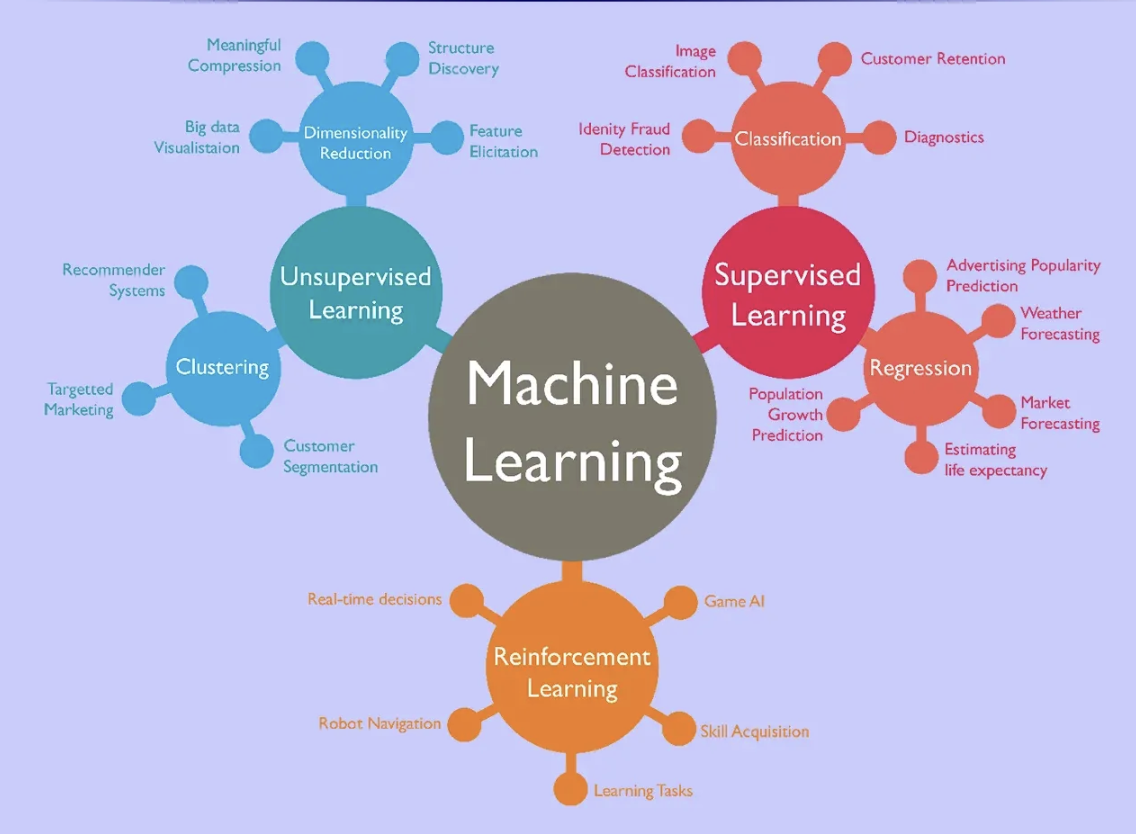 Meaningful
Compression
Structure
Discovery
Big data
Visualistaion
Dimensionality
Reduction
Feature
Elicitation
Image
Classification
Customer Retention
Idenity Fraud
Detection
Classification
Diagnostics
Unsupervised
Learning
Supervised
Learning
Recommender
Systems
Clustering
Targetted
Marketing
Customer
Segmentation
Advertising Popularity
Prediction
Weather
Forecasting
Regression
Population
Growth
Prediction
Market
Forecasting
Estimating
life expectancy
Machine
Learning
Real-time decisions
Game AI
Reinforcement
Learning
Robot Navigation
Skill Acquisition
Learning Tasks